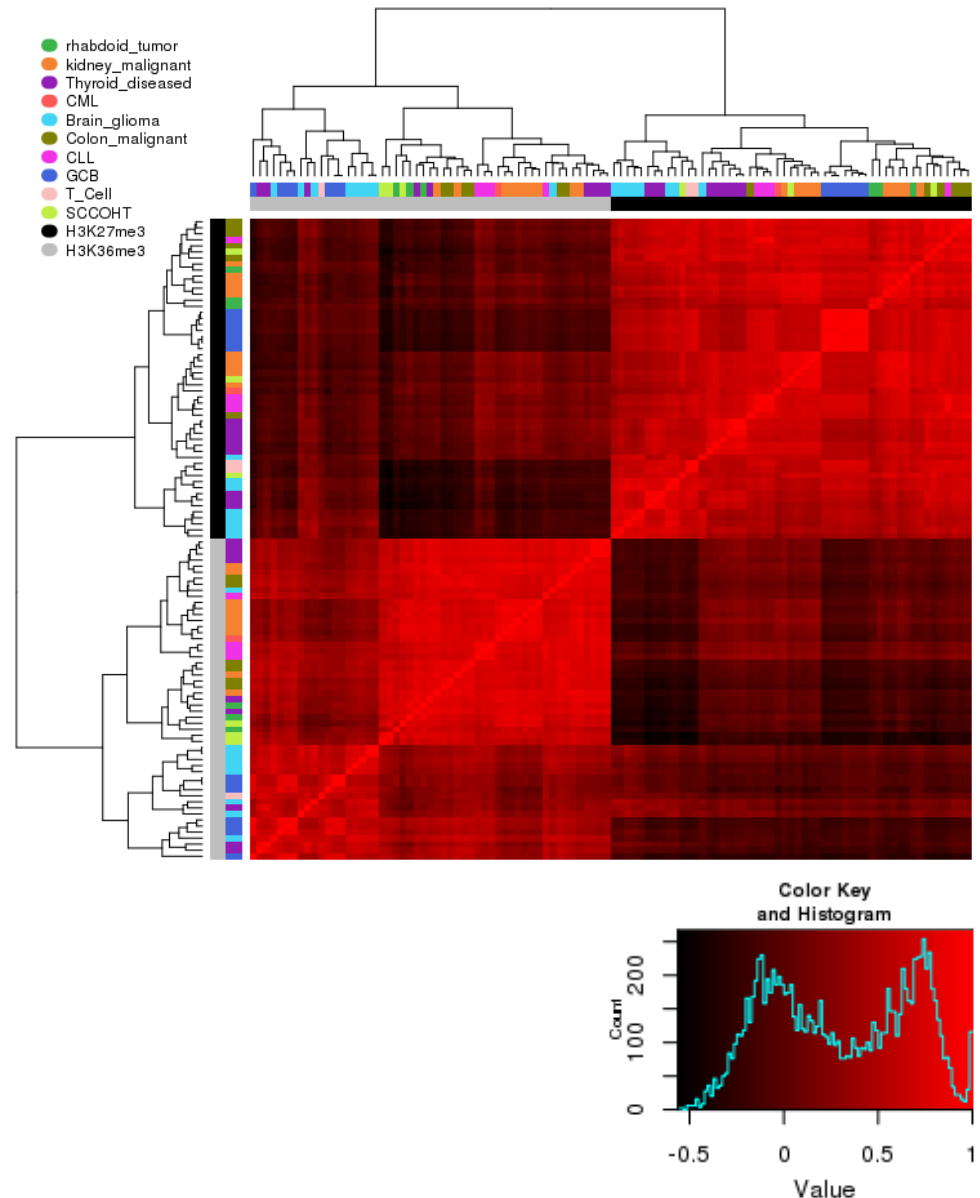 rhabdoid_tumor
kidney_malignant
Thyroid_diseased
CML
Brain_glioma
Colon_malignant
CLL
GCB
T_Cell
SCCOHT
H3K27me3
H3K36me3
Color Key
and Histogram
Count
0
100
200
-0.5
0
0.5
1
Value